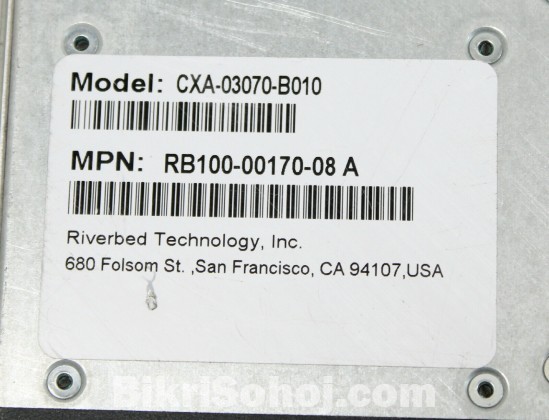 Model: CXA-03070-B010
MPN: RB100-00170-08 A
Riverbed Technology, Inc.
680 Folsom St. ,San Francisco, CA 94107,USA
BikriSohoj.com